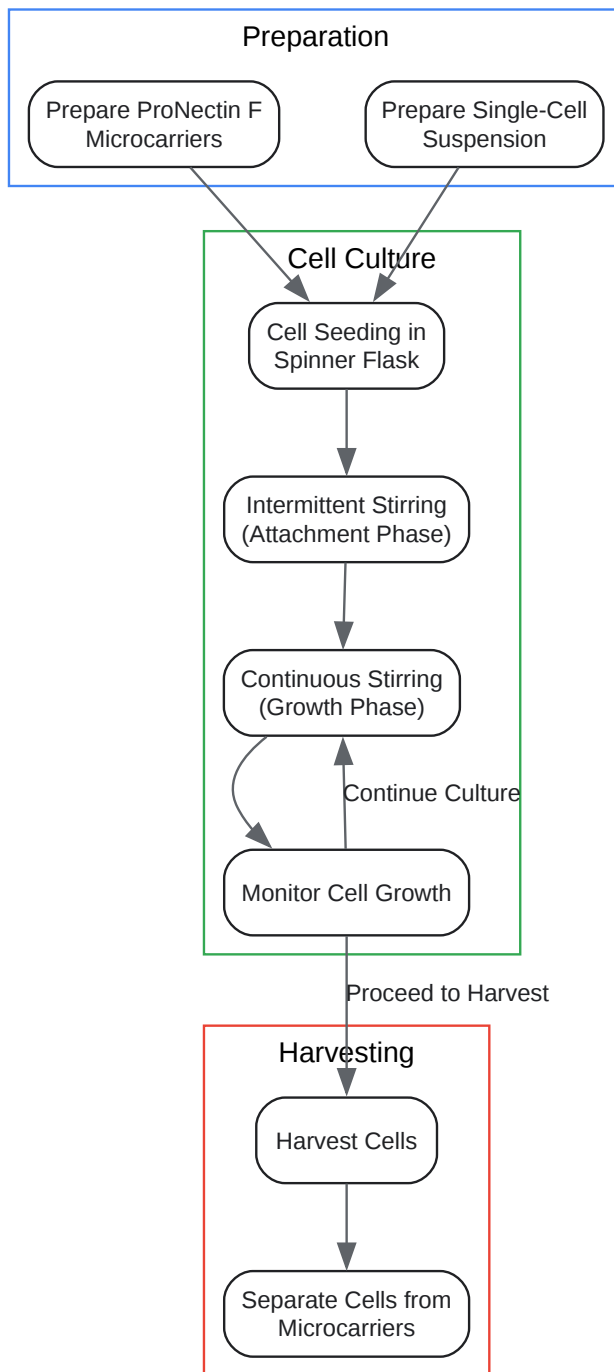 Preparation
Prepare ProNectin F
Microcarriers
Prepare Single-Cell
Suspension
Cell Culture
Cell Seeding in
Spinner Flask
Intermittent Stirring
(Attachment Phase)
Continuous Stirring
(Growth Phase)
Continue Culture
Monitor Cell Growth
Proceed to Harvest
Harvesting
Harvest Cells
Separate Cells from
Microcarriers